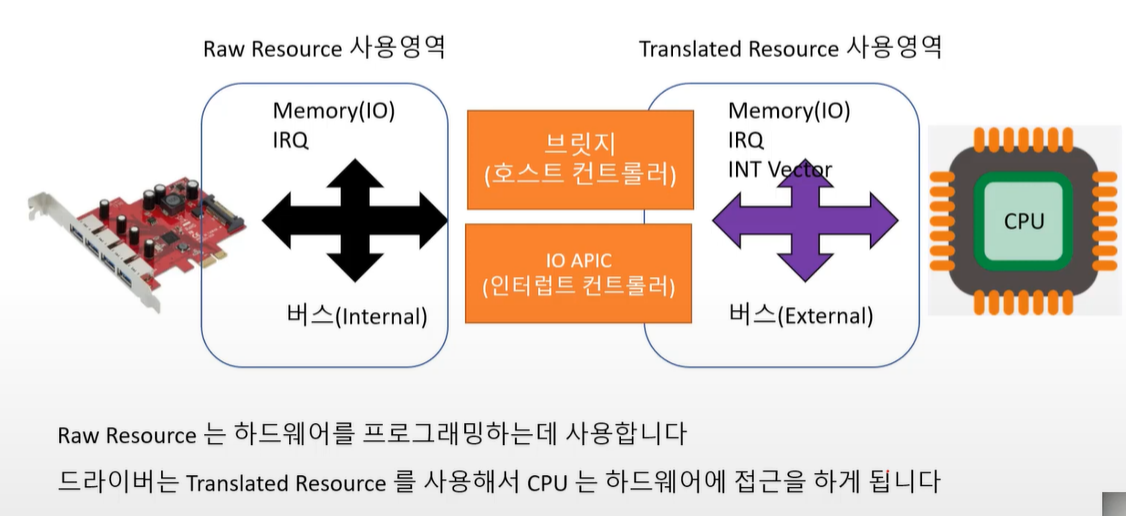 Raw Resource 사용영역
Translated Resource 사용영역
Memory(IO)
IRQ
버스(Internal)
브릿지
(호스트 컨트롤러)
IO APIC
(인터럽트 컨트롤러)
Memory(IO)
IRQ
INT Vector
버스(External)
CPU
Raw Resource 는 하드웨어를 프로그래밍하는데 사용합니다
드라이버는 Translated Resource 를 사용해서 CPU 는 하드웨어에 접근을 하게 됩니다